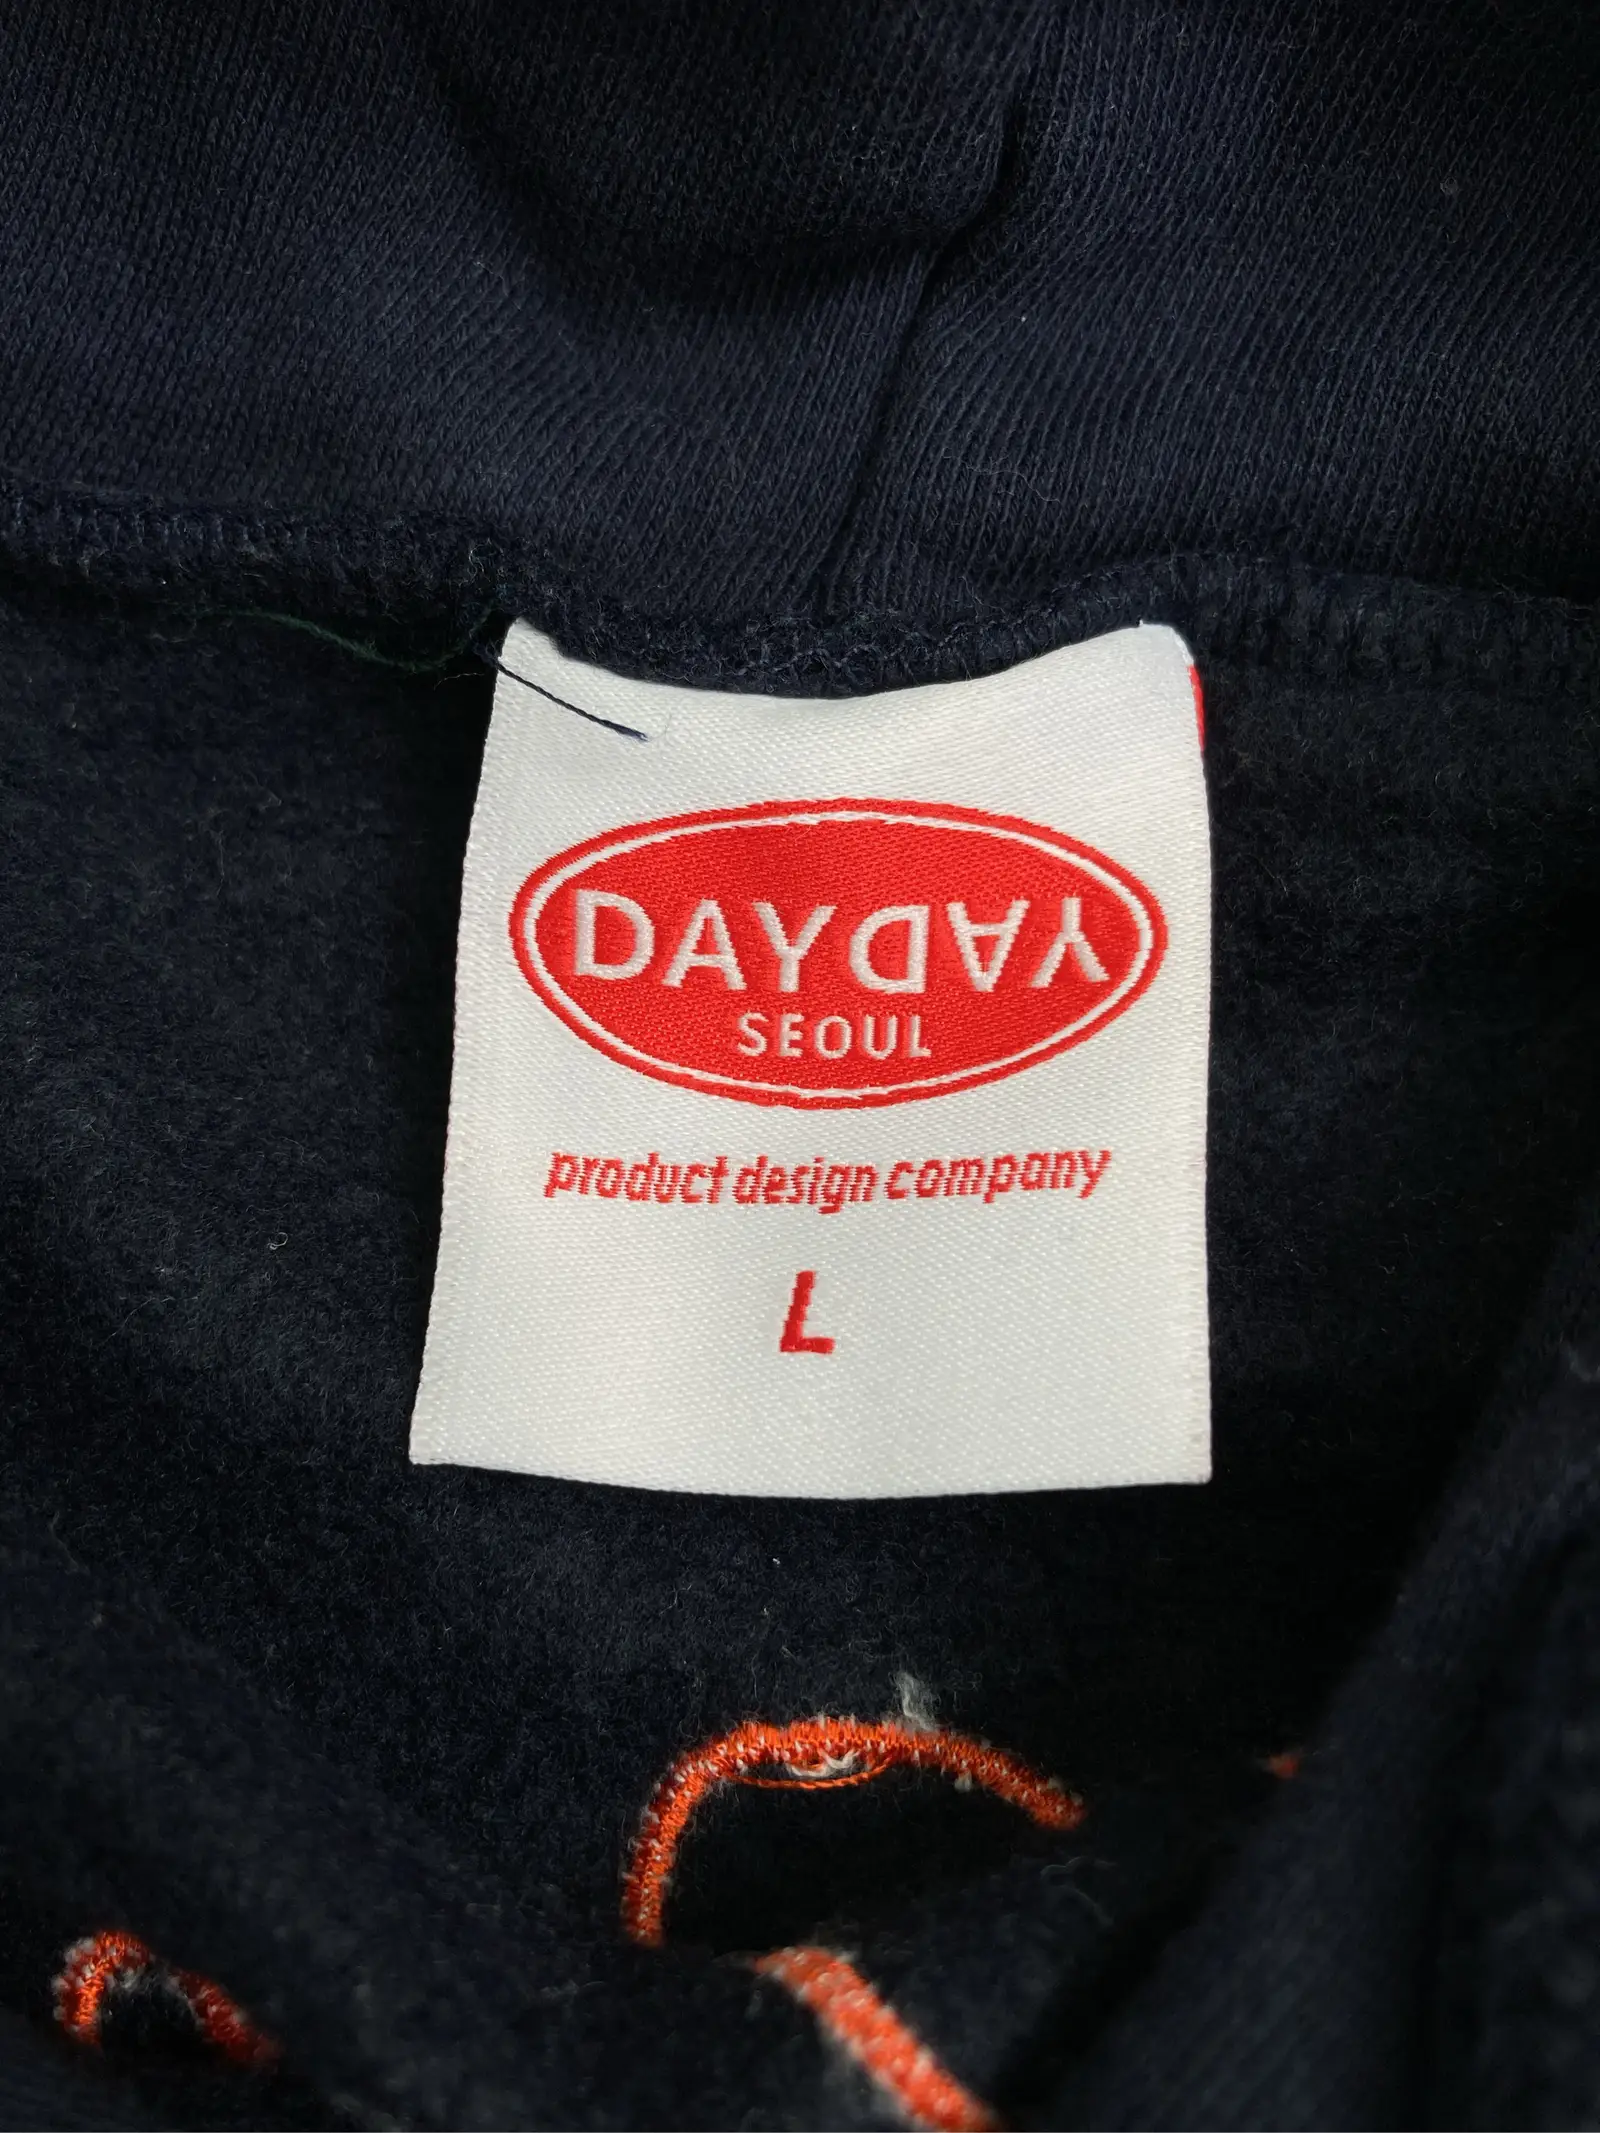 DAYDAY
SEOUL
product design company
L